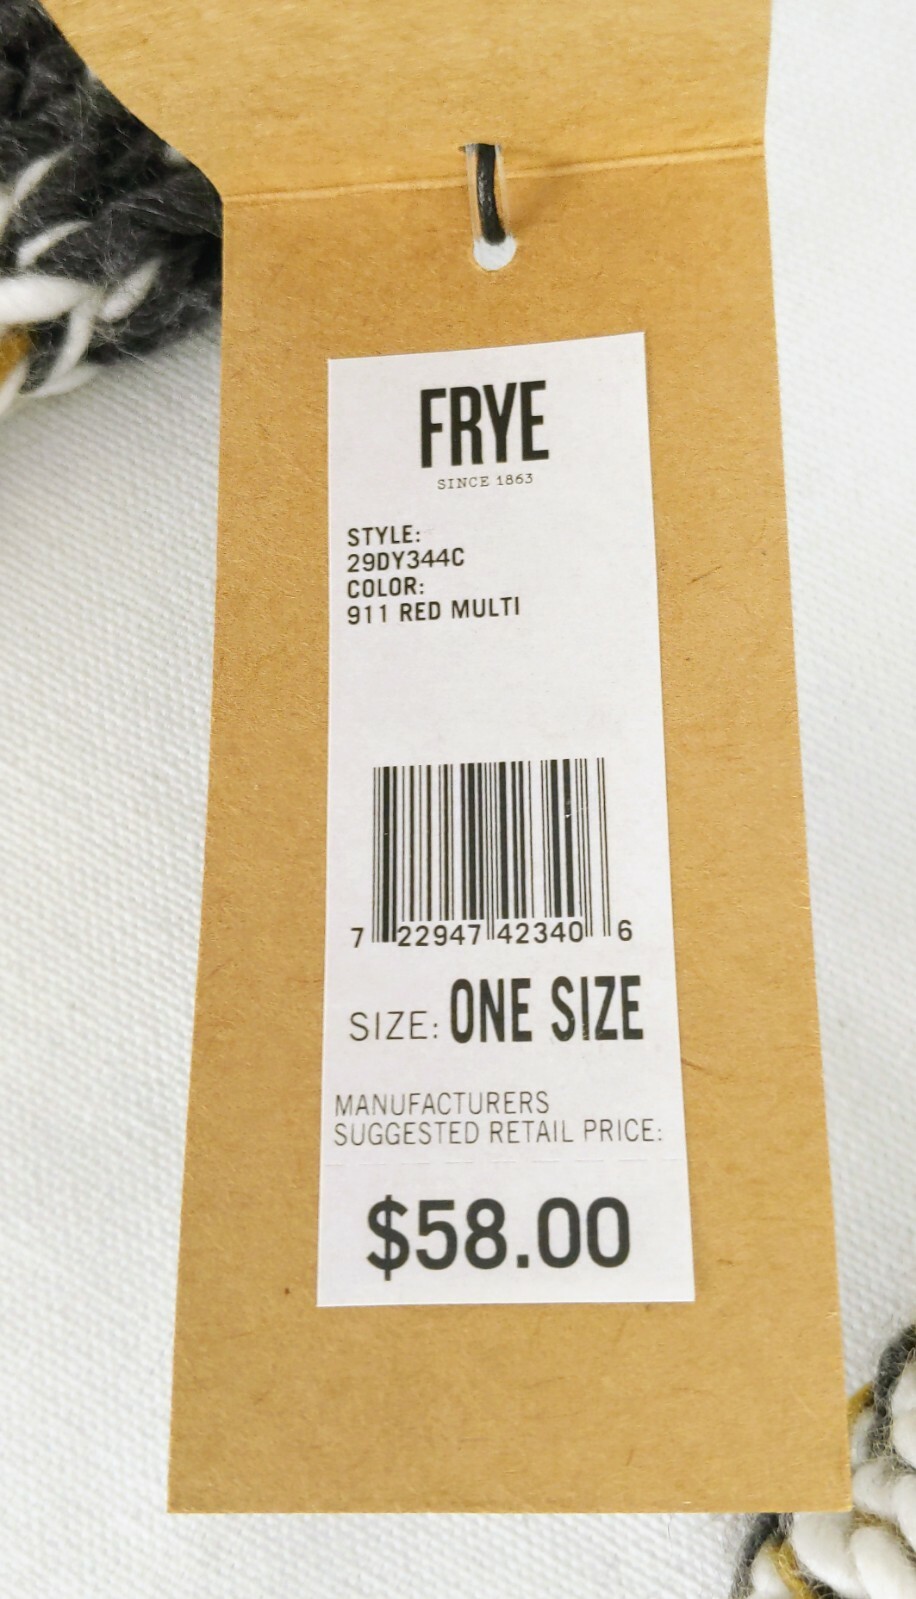 FRYE
SINCE 1863
STYLE:
29DY344C
COLOR:
911 RED MULTI
7 22947 42340 6
SIZE: ONE SIZE
MANUFACTURERS
SUGGESTED RETAIL PRICE:
$58.00